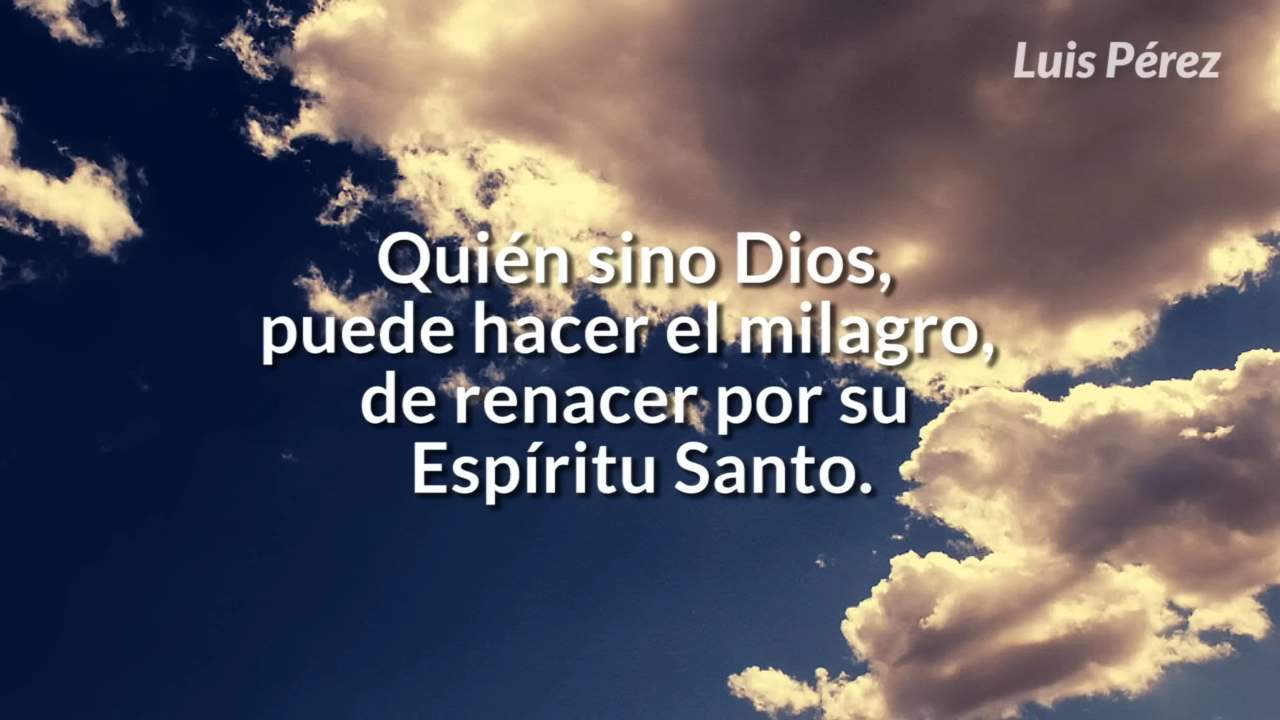 Luis Pérez
Quién sino Dios,
puede hacer el milagro,
de renacer por su
Espíritu Santo.